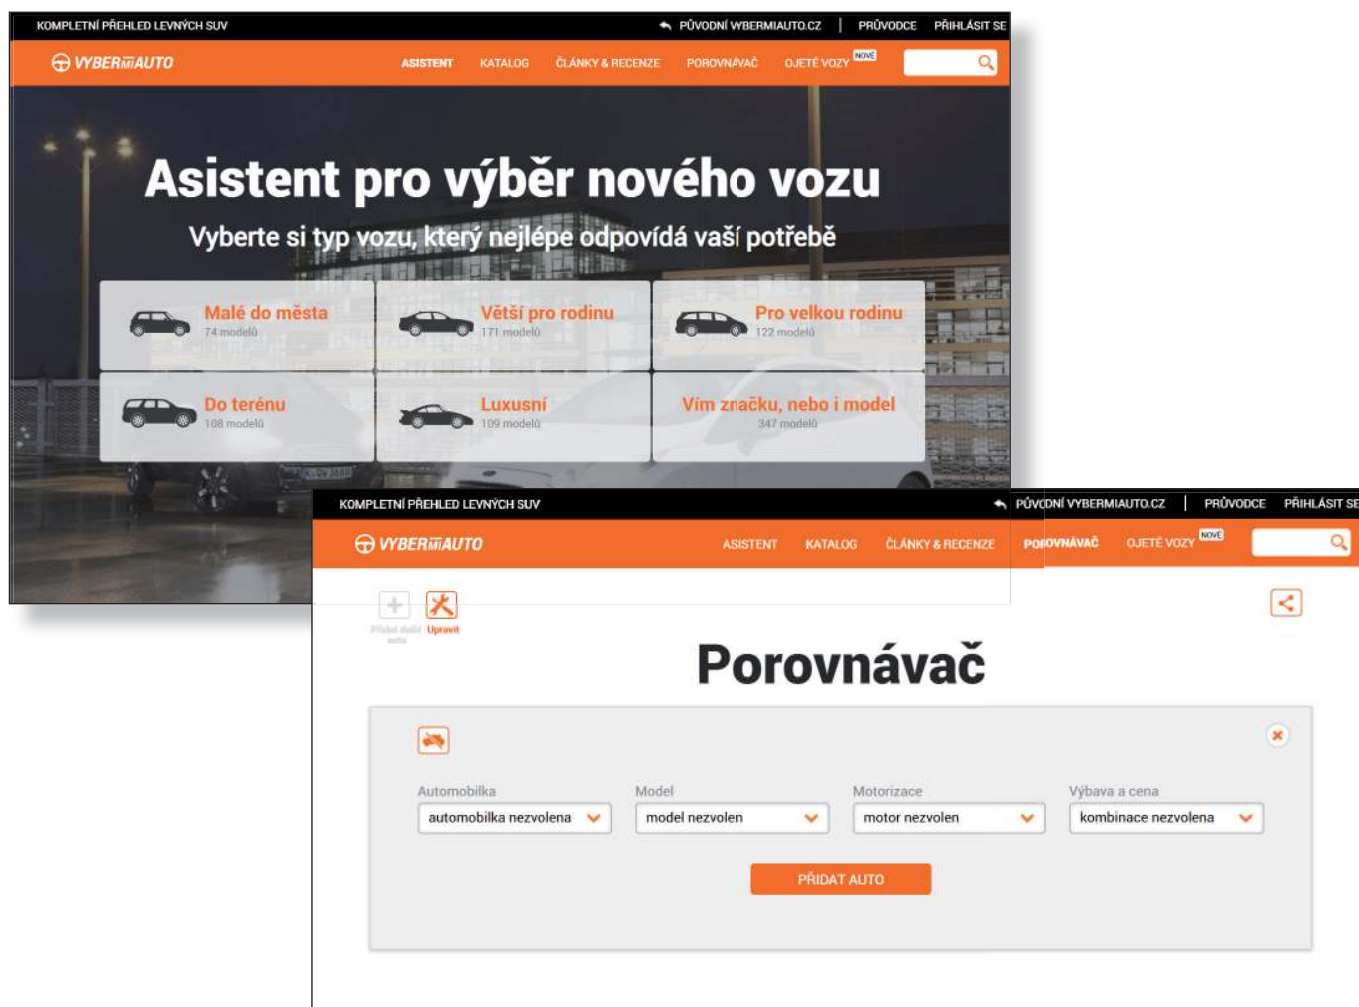 KOMPLETNÍ PŘEHLED LEVNÝCH SUV
PŮVODNÍ VYBERMIAUTO.CZ | PRŮVODCE PŘIHLÁSIT SE
VYBERMIAUTO
ASISTENT KATALOG ČLÁNKY & RECENZE POROVNÁVAČ OJETÉ VOZY NOVÉ
Asistent pro výběr nového vozu
Vyberte si typ vozu, který nejlépe odpovídá vaší potřebě
Malé do města
74 modelů
Větší pro rodinu
171 modelů
Pro velkou rodinu
122 modelů
Do terénu
108 modelů
Luxusní
109 modelů
Vím značku, nebo i model
347 modelů
KOMPLETNÍ PŘEHLED LEVNÝCH SUV
PŮVODNÍ VYBERMIAUTO.CZ | PRŮVODCE PŘIHLÁSIT SE
VYBERMIAUTO
ASISTENT KATALOG ČLÁNKY & RECENZE POROVNÁVAČ OJETÉ VOZY NOVÉ
Přidat další auto
Upravit
Porovnávač
Automobilka Model Motorizace Výbava a cena
automobilka nezvolena model nezvolen motor nezvolen kombinace nezvolena
PŘIDAT AUTO